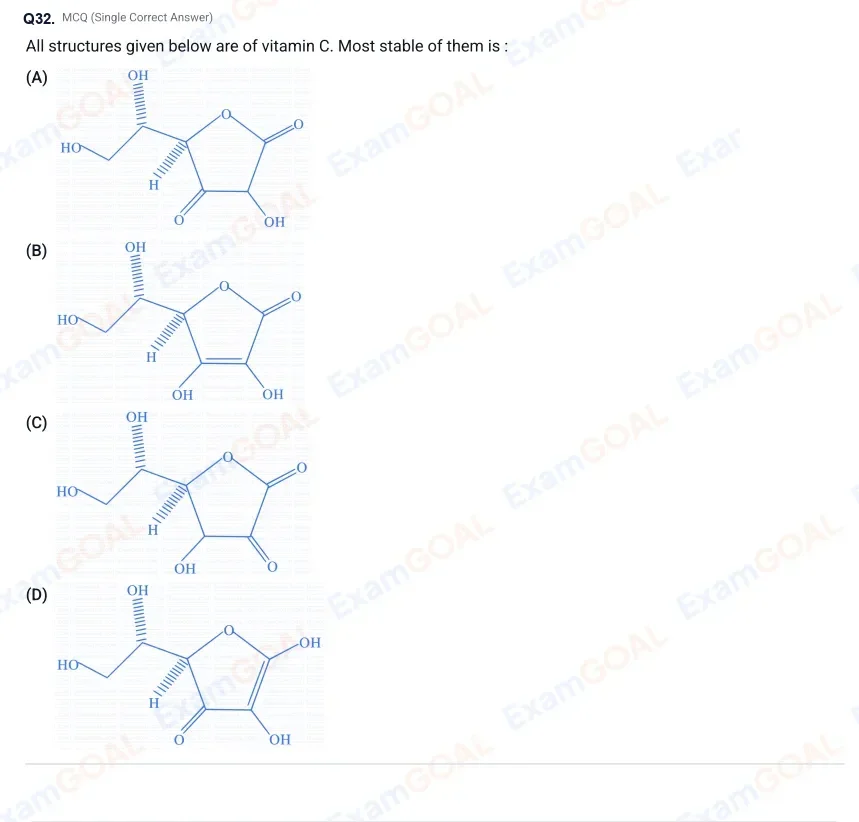 Q32. MCQ (Single Correct Answer)
All structures given below are of vitamin C. Most stable of them is :
(A)
OH
O
O
HO
H
O
OH
(B)
OH
O
O
HO
H
OH
OH
(C)
OH
O
O
HO
H
OH
O
(D)
OH
O
OH
HO
H
O
OH
ExamGOAL